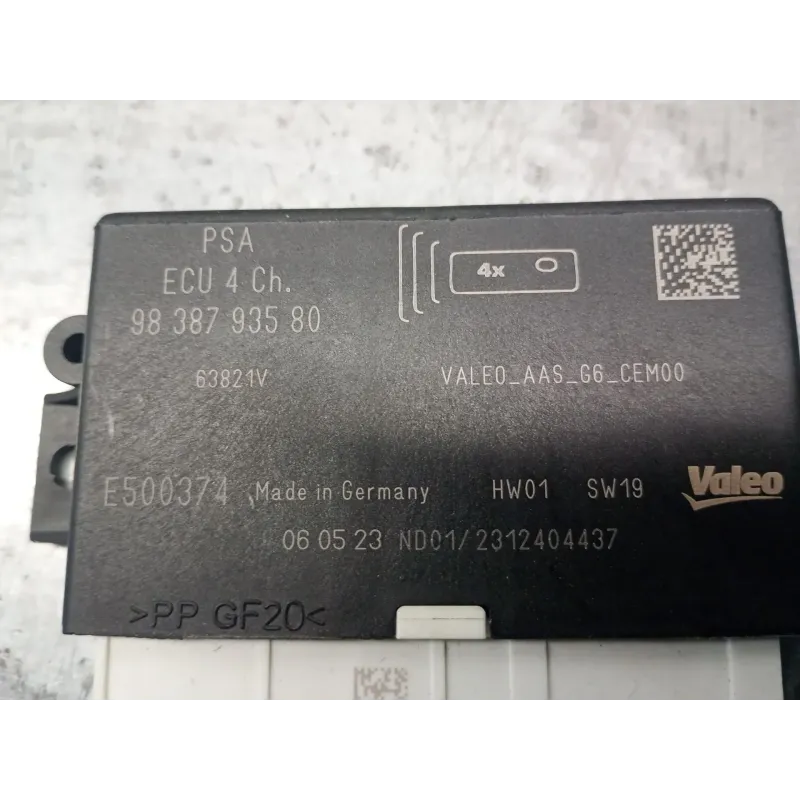 PSA
ECU 4 Ch.
4x
98 387 935 80
63821V VALEO_AAS_G6_CEM00
E500374 Made in Germany HW01 SW19 Valeo
06 05 23 ND01/2312404437
>PP GF20<